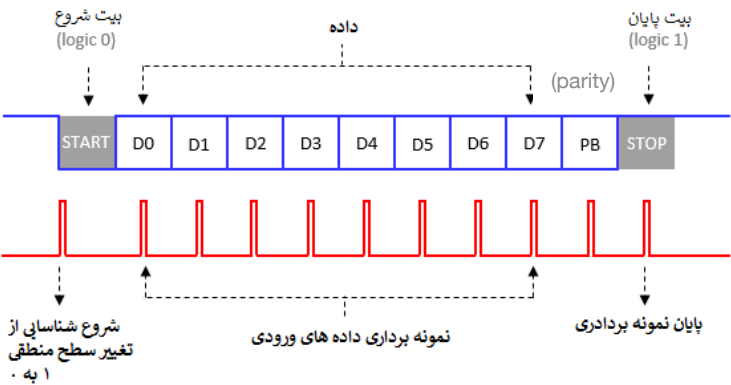 بیت شروع
(logic 0)
داده
بیت پایان
(logic 1)
(parity)
START D0 D1 D2 D3 D4 D5 D6 D7 PB STOP
شروع شناسایی از
تغییر سطح منطقی
۱ به ۰
نمونه برداری داده های ورودی
پایان نمونه بردادری